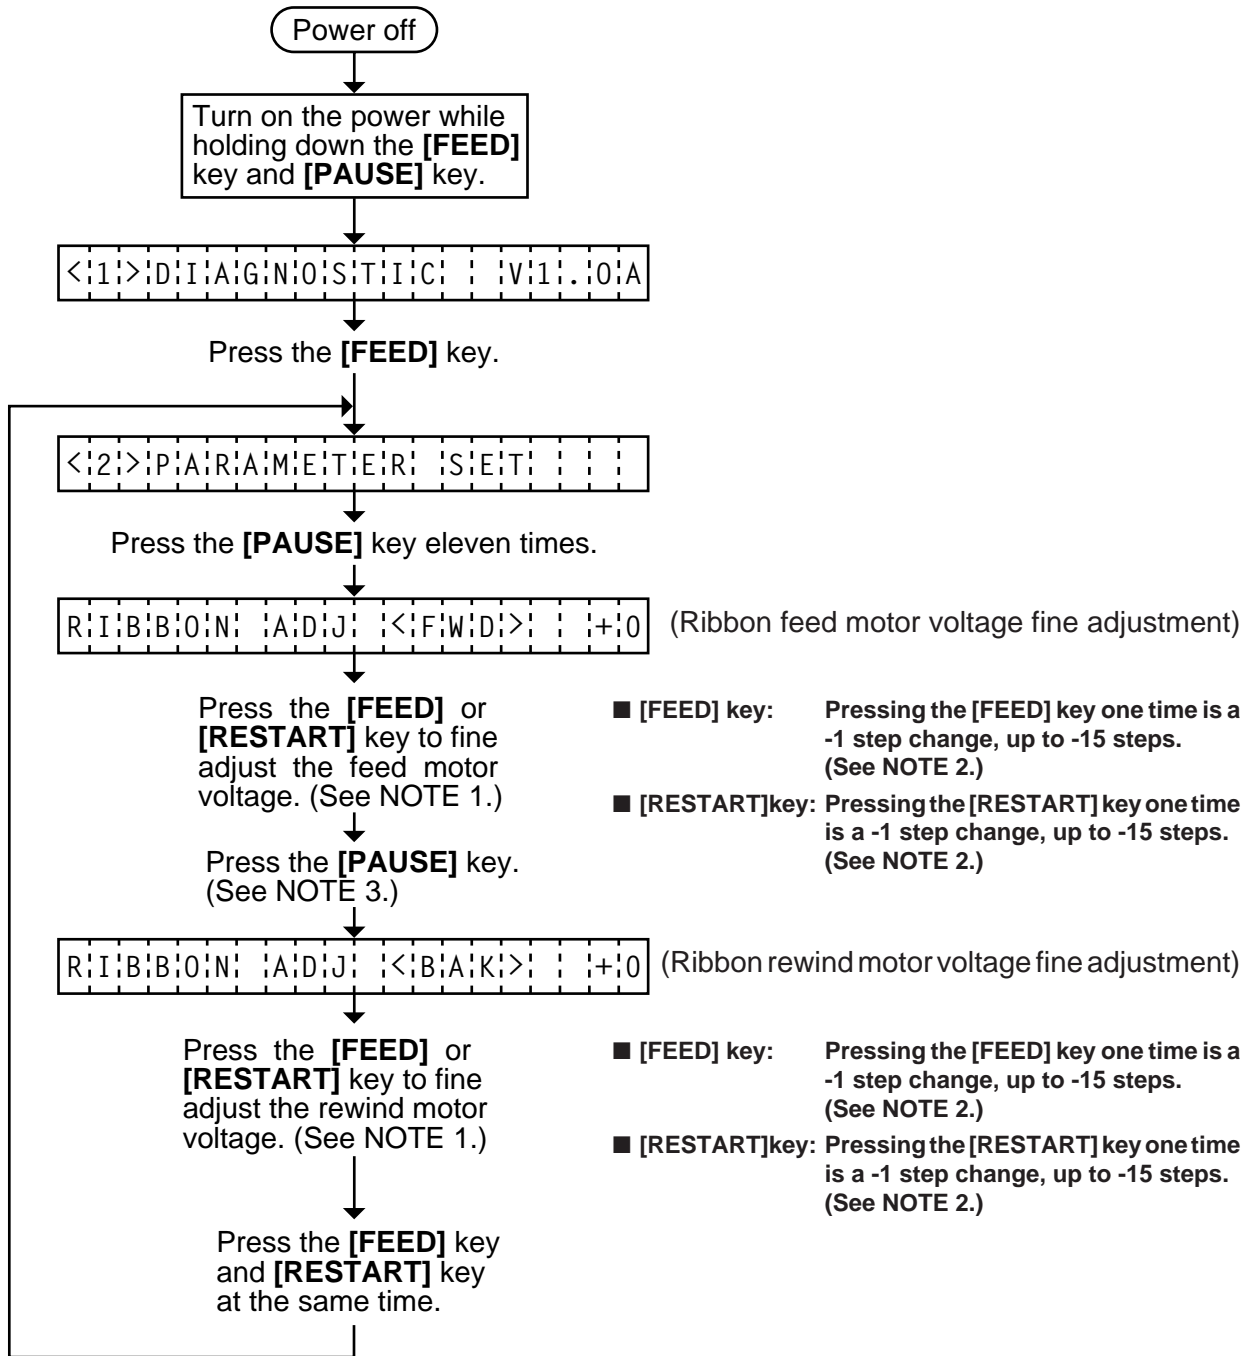 Power off
Turn on the power while
holding down the [FEED]
key and [PAUSE] key.
<1>DIAGNOSTIC V1.0A
Press the [FEED] key.
<2>PARAMETER SET
Press the [PAUSE] key eleven times.
RIBBON ADJ <FWD> +0
(Ribbon feed motor voltage fine adjustment)
Press the [FEED] or
[RESTART] key to fine
adjust the feed motor
voltage. (See NOTE 1.)
■ [FEED] key: Pressing the [FEED] key one time is a
-1 step change, up to -15 steps.
(See NOTE 2.)
■ [RESTART]key: Pressing the [RESTART] key one time
is a -1 step change, up to -15 steps.
(See NOTE 2.)
Press the [PAUSE] key.
(See NOTE 3.)
RIBBON ADJ <BAK> +0
(Ribbon rewind motor voltage fine adjustment)
Press the [FEED] or
[RESTART] key to fine
adjust the rewind motor
voltage. (See NOTE 1.)
■ [FEED] key: Pressing the [FEED] key one time is a
-1 step change, up to -15 steps.
(See NOTE 2.)
■ [RESTART]key: Pressing the [RESTART] key one time
is a -1 step change, up to -15 steps.
(See NOTE 2.)
Press the [FEED] key
and [RESTART] key
at the same time.